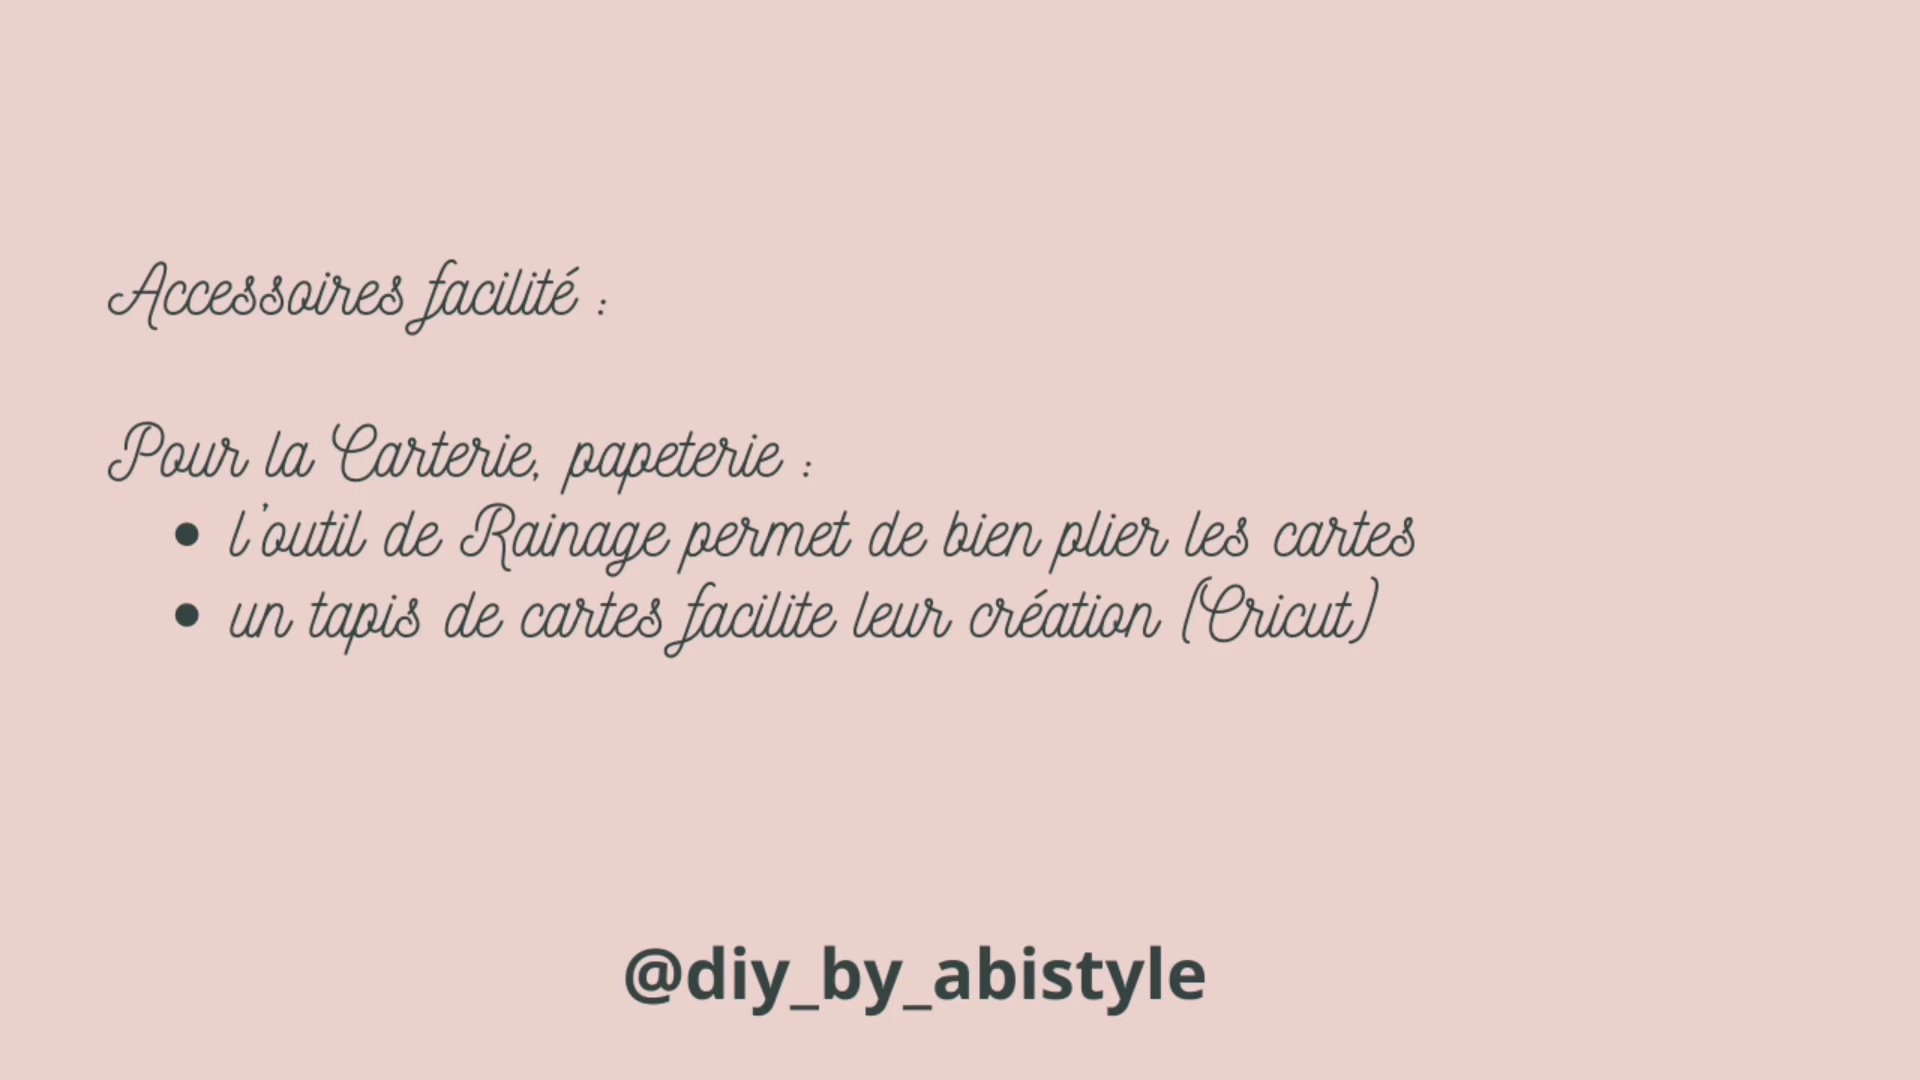 Accessoires facilité :
Pour la Carterie, papeterie :
• l'outil de Rainage permet de bien plier les cartes
• un tapis de cartes facilite leur création (Cricut)
@diy_by_abistyle